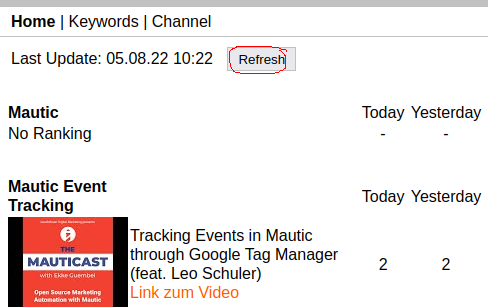 Home | Keywords | Channel
Last Update: 05.08.22 10:22 Refresh
Mautic Today Yesterday
No Ranking - -
Mautic Event
Tracking
Today Yesterday
THE
MAUTICAST
with Ekke Guembel
Open Source Marketing
Automation with Mautic
Tracking Events in Mautic
through Google Tag Manager
(feat. Leo Schuler)
2 2
Link zum Video